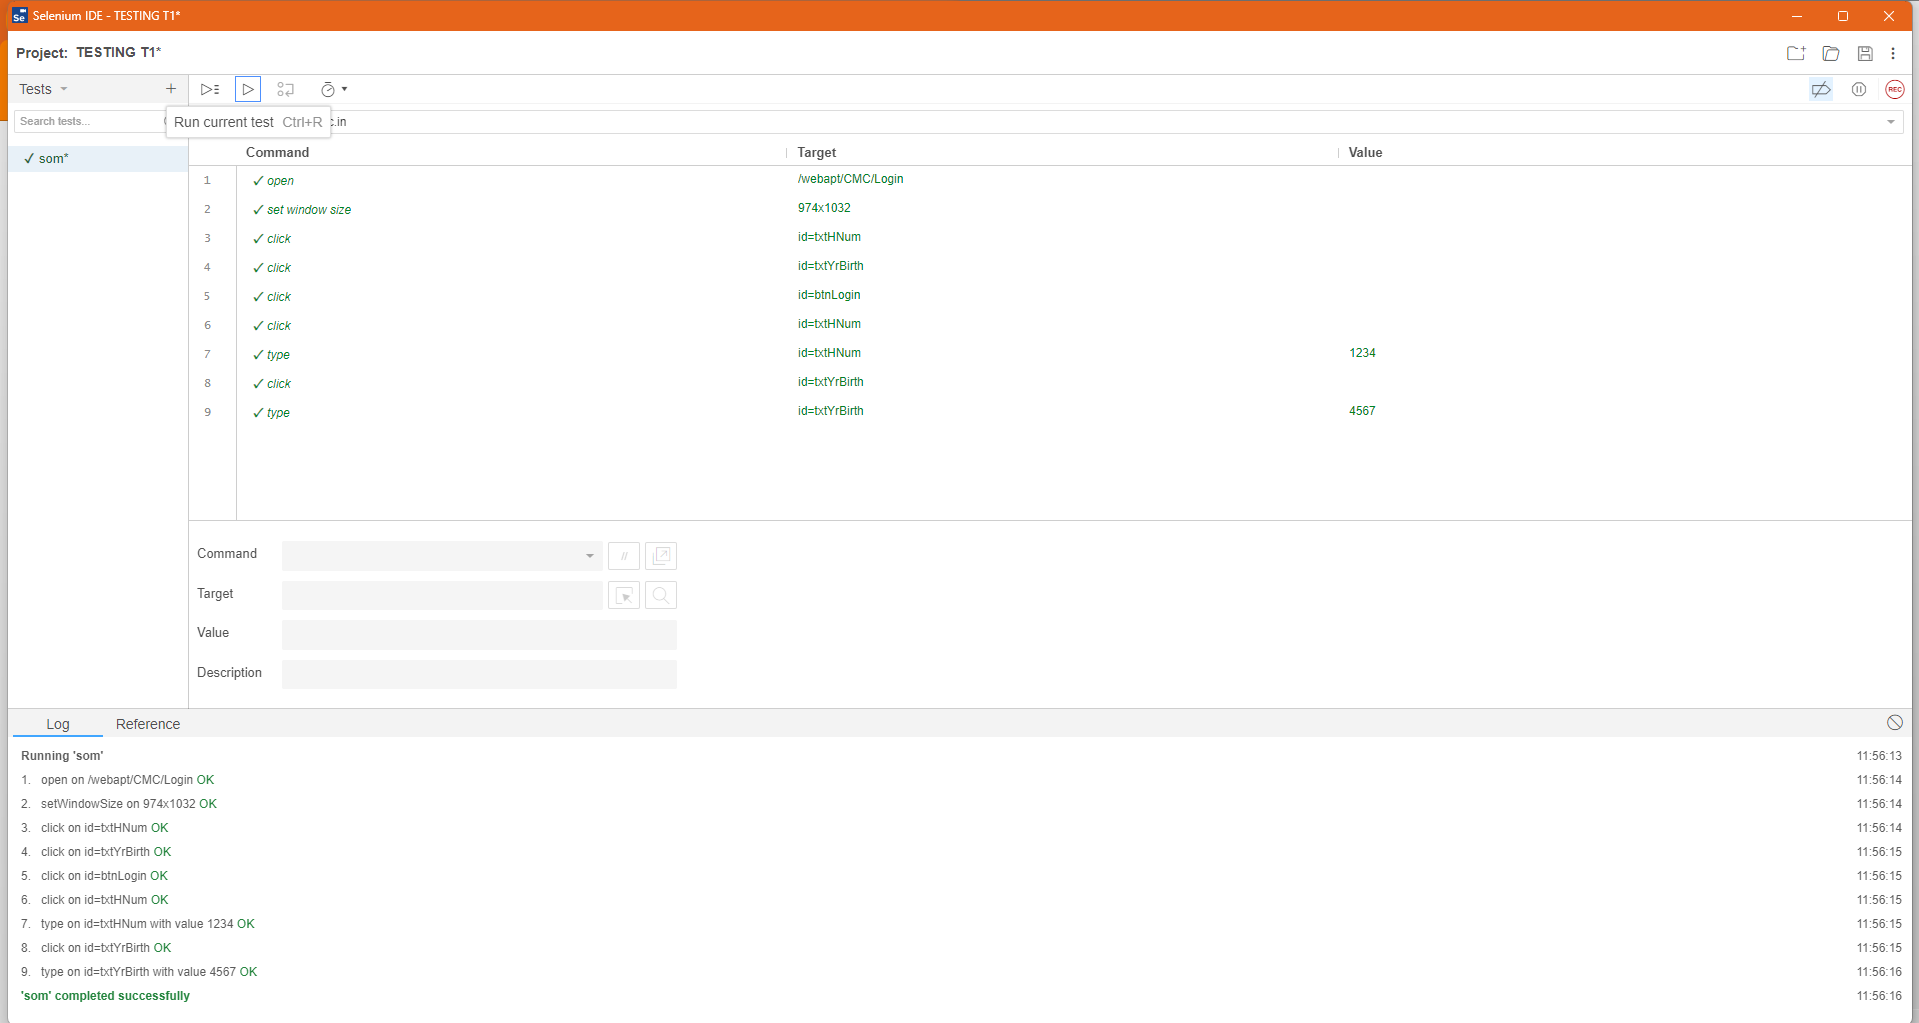 Se Selenium IDE - TESTING T1*
Project: TESTING T1*
Tests
Search tests...
Run current test Ctrl+R
c.in
✓ som*
Command Target Value
1 ✓ open /webapt/CMC/Login
2 ✓ set window size 974x1032
3 ✓ click id=txtHNum
4 ✓ click id=txtYrBirth
5 ✓ click id=btnLogin
6 ✓ click id=txtHNum
7 ✓ type id=txtHNum 1234
8 ✓ click id=txtYrBirth
9 ✓ type id=txtYrBirth 4567
REC
Command //
Target
Value
Description
Log Reference
Running 'som' 11:56:13
1. open on /webapt/CMC/Login OK 11:56:14
2. setWindowSize on 974x1032 OK 11:56:14
3. click on id=txtHNum OK 11:56:14
4. click on id=txtYrBirth OK 11:56:15
5. click on id=btnLogin OK 11:56:15
6. click on id=txtHNum OK 11:56:15
7. type on id=txtHNum with value 1234 OK 11:56:15
8. click on id=txtYrBirth OK 11:56:15
9. type on id=txtYrBirth with value 4567 OK 11:56:16
'som' completed successfully 11:56:16